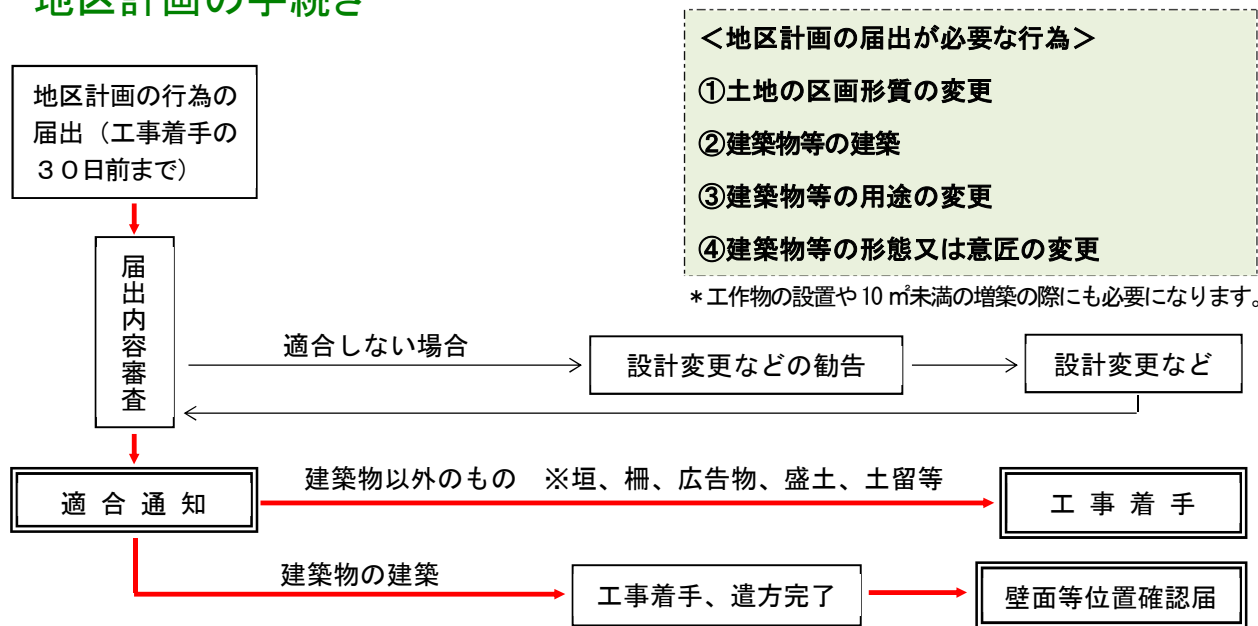 地区計画の手続き
＜地区計画の届出が必要な行為＞
①土地の区画形質の変更
②建築物等の建築
③建築物等の用途の変更
④建築物等の形態又は意匠の変更
＊工作物の設置や10㎡未満の増築の際にも必要になります。
地区計画の行為の
届出（工事着手の
３０日前まで）
届出内容審査
適合しない場合
設計変更などの勧告
設計変更など
適合通知
建築物以外のもの　※垣、柵、広告物、盛土、土留等
工事着手
建築物の建築
工事着手、遣方完了
壁面等位置確認届